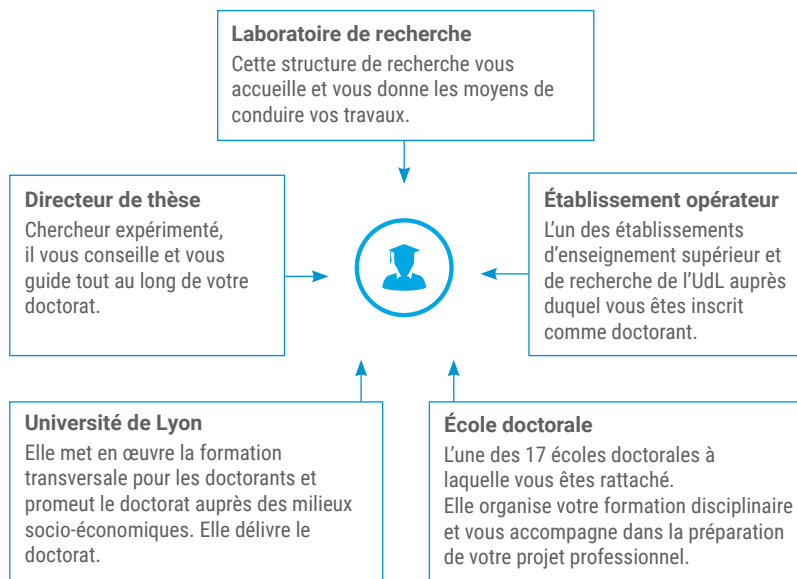 Laboratoire de recherche
Cette structure de recherche vous
accueille et vous donne les moyens de
conduire vos travaux.
Directeur de thèse
Chercheur expérimenté,
il vous conseille et vous
guide tout au long de votre
doctorat.
Établissement opérateur
L’un des établissements
d’enseignement supérieur et
de recherche de l’UdL auprès
duquel vous êtes inscrit
comme doctorant.
Université de Lyon
Elle met en œuvre la formation
transversale pour les doctorants et
promeut le doctorat auprès des milieux
socio-économiques. Elle délivre le
doctorat.
École doctorale
L’une des 17 écoles doctorales à
laquelle vous êtes rattaché.
Elle organise votre formation disciplinaire
et vous accompagne dans la préparation
de votre projet professionnel.